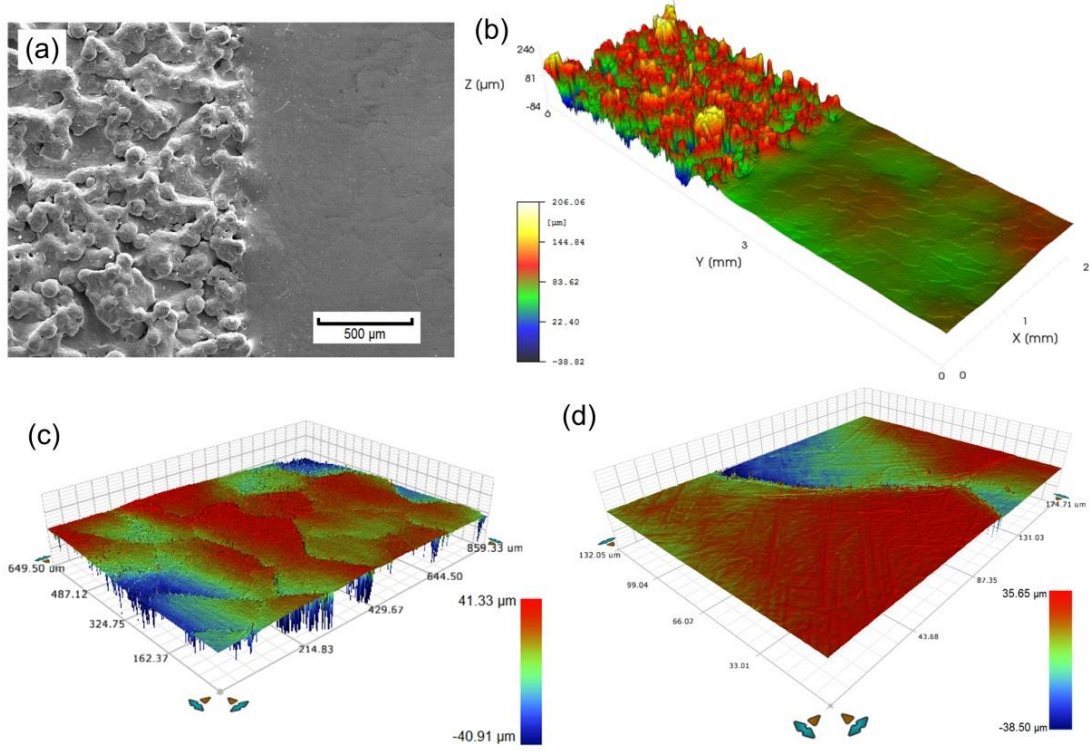 (a)
500 µm
(b)
246
81
-84
Z (µm)
0
3
Y (mm)
2
1
X (mm)
0
0
206.06
[µm]
144.84
83.62
22.40
-38.82
(c)
649.50 um
487.12
324.75
162.37
859.33 um
644.50
429.67
214.83
41.33 µm
-40.91 µm
(d)
132.05 um
99.04
66.02
33.01
174.71 um
131.03
87.35
43.68
35.65 µm
-38.50 µm